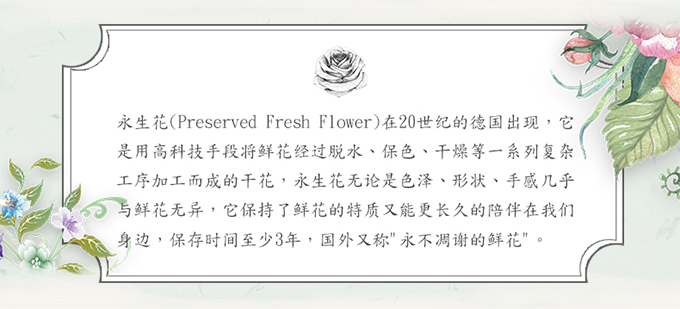 永生花(Preserved Fresh Flower)在20世纪的德国出现，它
是用高科技手段将鲜花经过脱水、保色、干燥等一系列复杂
工序加工而成的干花，永生花无论是色泽、形状、手感几乎
与鲜花无异，它保持了鲜花的特质又能更长久的陪伴在我们
身边，保存时间至少3年，国外又称"永不凋谢的鲜花"。